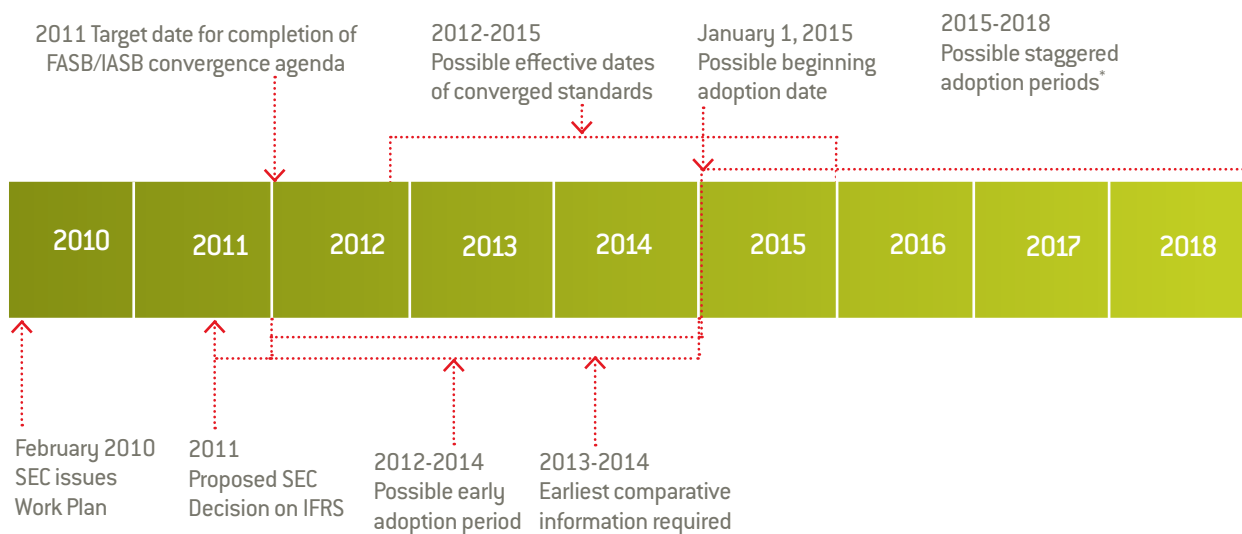 2011 Target date for completion of
FASB/IASB convergence agenda
2012-2015
Possible effective dates
of converged standards
January 1, 2015
Possible beginning
adoption date
2015-2018
Possible staggered
adoption periods*
2010
2011
2012
2013
2014
2015
2016
2017
2018
February 2010
SEC issues
Work Plan
2011
Proposed SEC
Decision on IFRS
2012-2014
Possible early
adoption period
2013-2014
Earliest comparative
information required